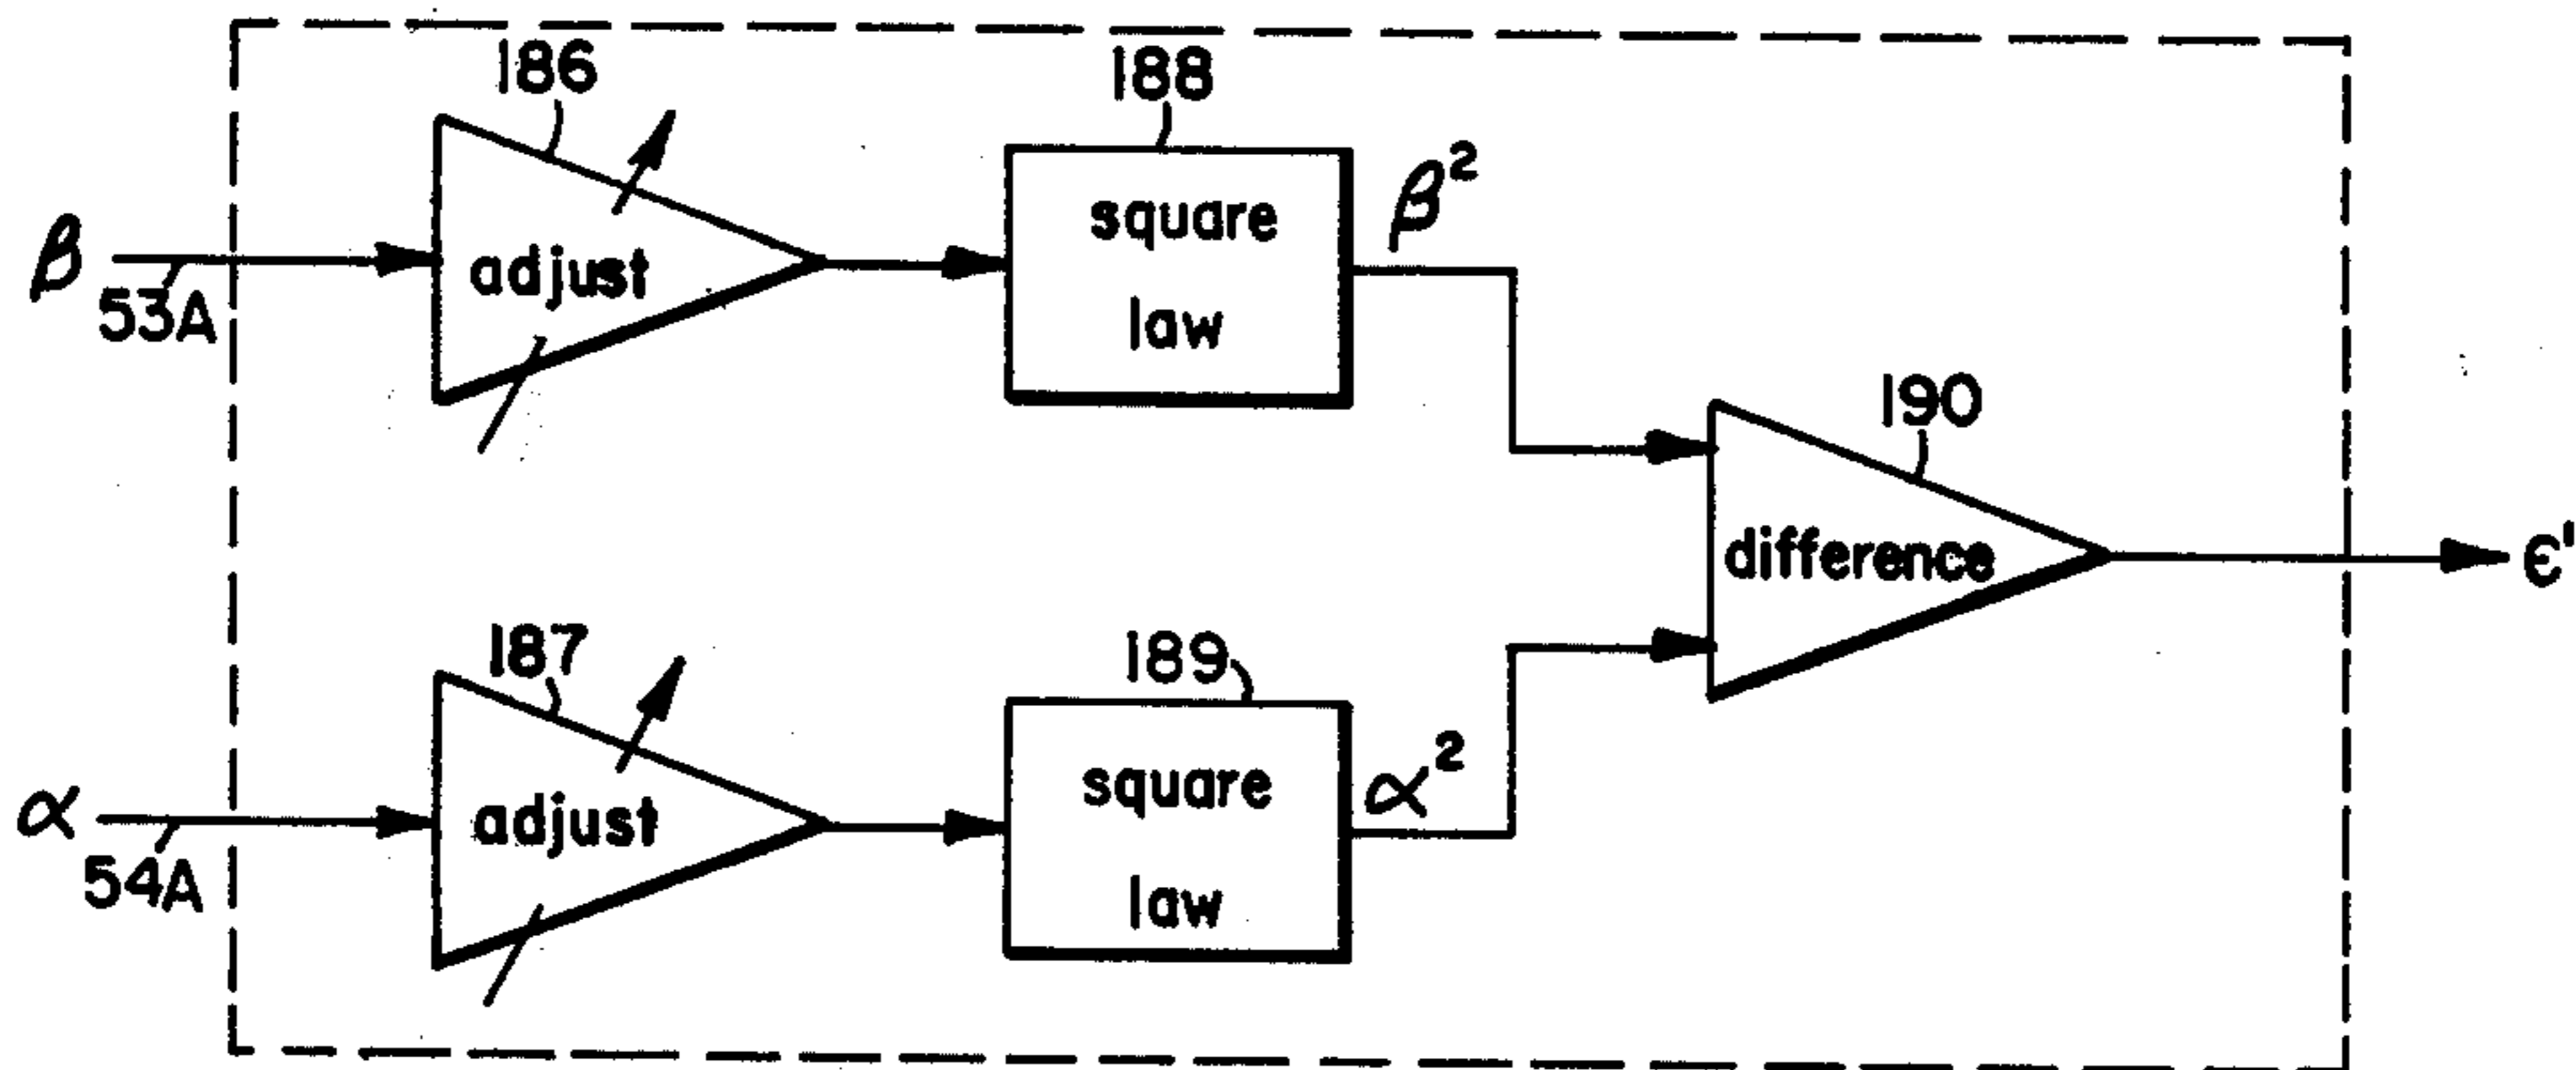 186
188
β
adjust
square
law
β²
53A
190
difference
ε'
187
189
α
adjust
square
law
α²
54A